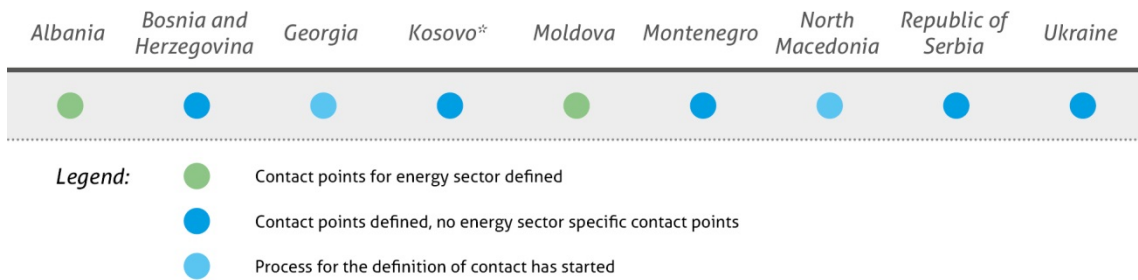 Albania
Bosnia and
Herzegovina
Georgia
Kosovo*
Moldova
Montenegro
North
Macedonia
Republic of
Serbia
Ukraine
Legend:
Contact points for energy sector defined
Contact points defined, no energy sector specific contact points
Process for the definition of contact has started